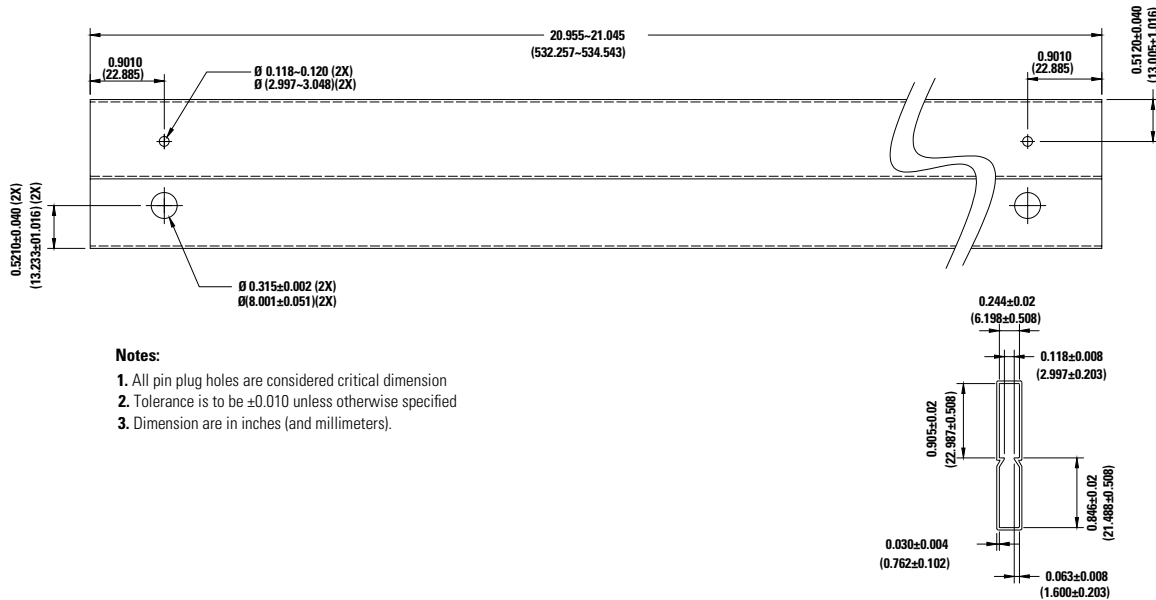 20.955~21.045
(532.257~534.543)
0.9010
(22.885)
Ø 0.118~0.120 (2X)
Ø (2.997~3.048)(2X)
0.9010
(22.885)
0.5120±0.040
(13.005±1.016)
0.5210±0.040 (2X)
(13.233±01.016) (2X)
Ø 0.315±0.002 (2X)
Ø(8.001±0.051)(2X)
Notes:
1. All pin plug holes are considered critical dimension
2. Tolerance is to be ±0.010 unless otherwise specified
3. Dimension are in inches (and millimeters).
0.244±0.02
(6.198±0.508)
0.118±0.008
(2.997±0.203)
0.905±0.02
(22.987±0.508)
0.846±0.02
(21.488±0.508)
0.030±0.004
(0.762±0.102)
0.063±0.008
(1.600±0.203)